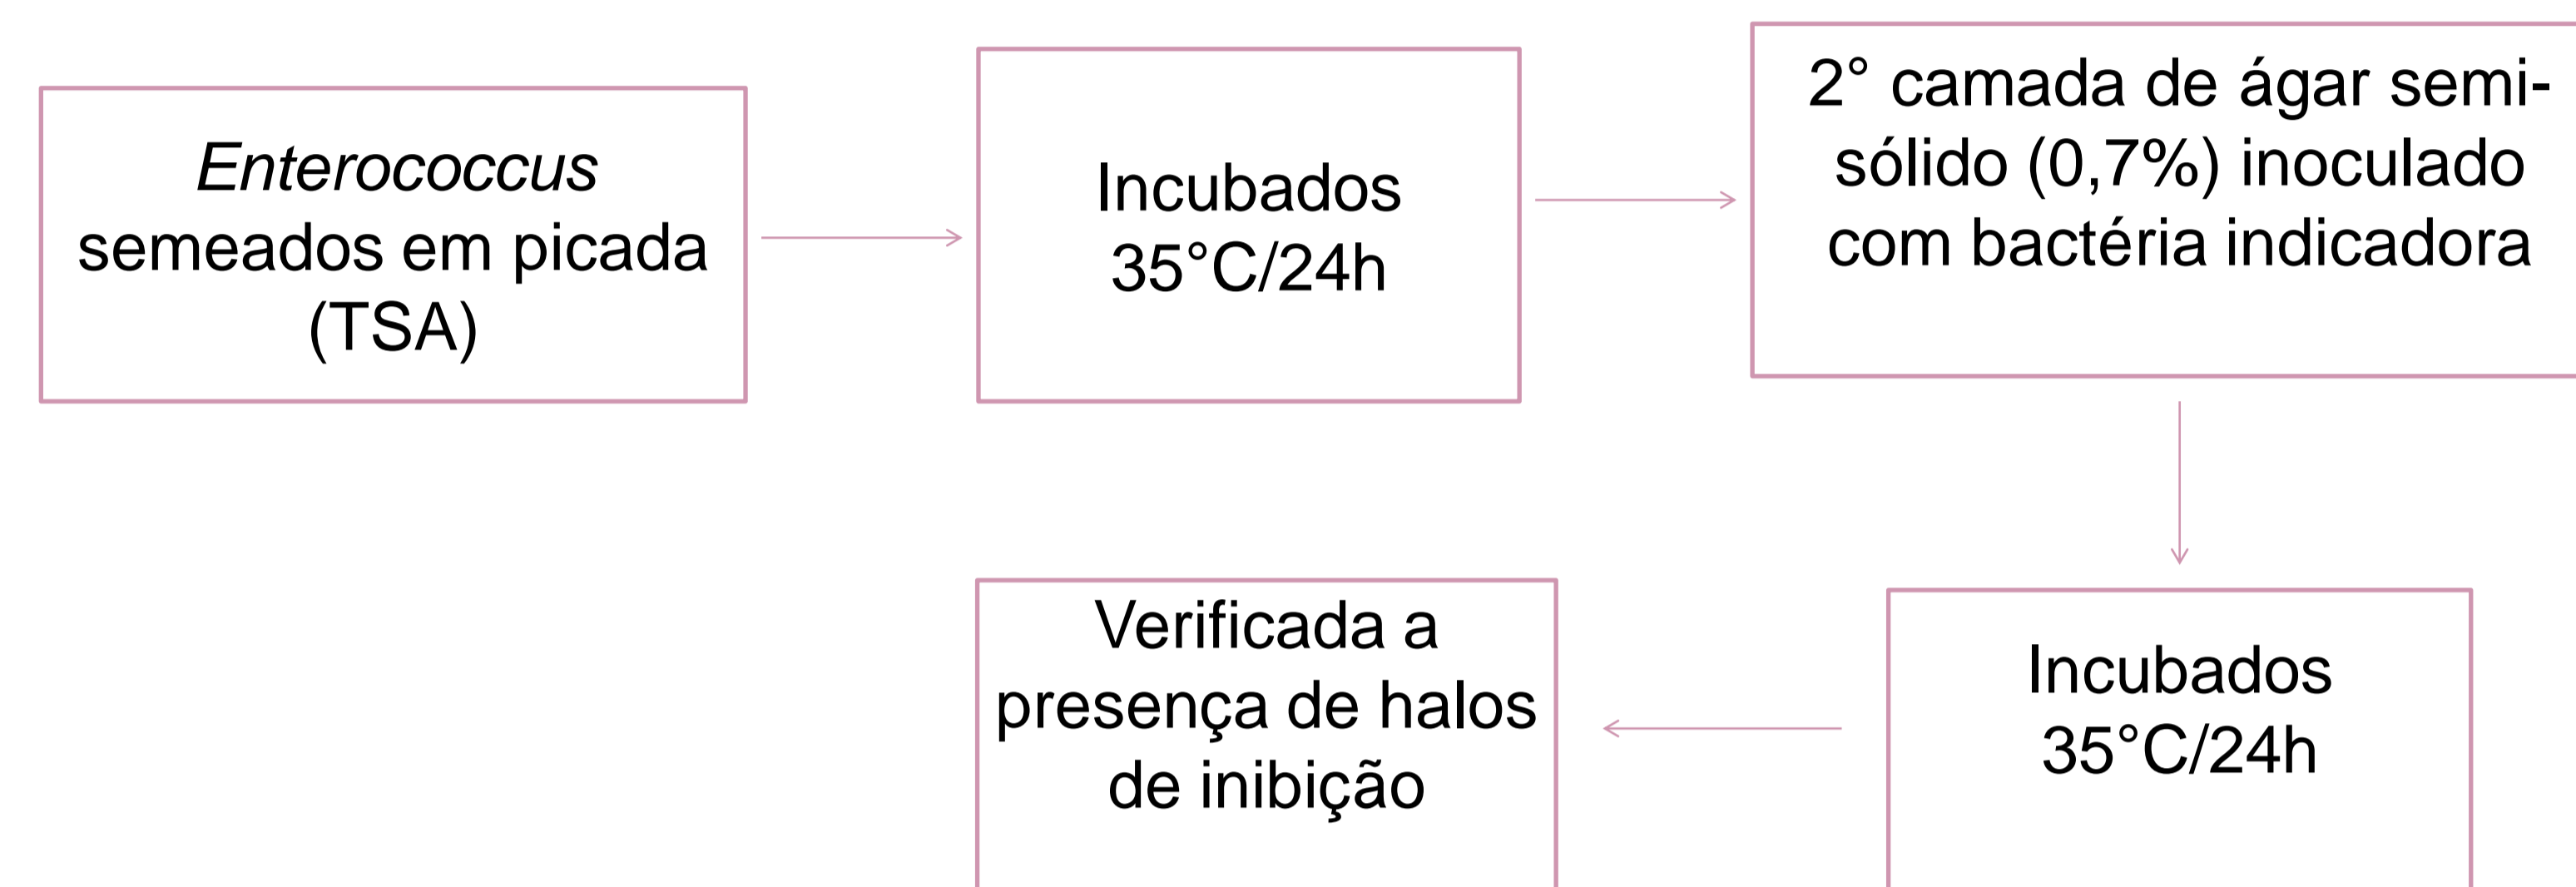 Enterococcus
semeados em picada
(TSA)
Incubados
35°C/24h
2° camada de ágar semi-
sólido (0,7%) inoculado
com bactéria indicadora
Incubados
35°C/24h
Verificada a
presença de halos
de inibição